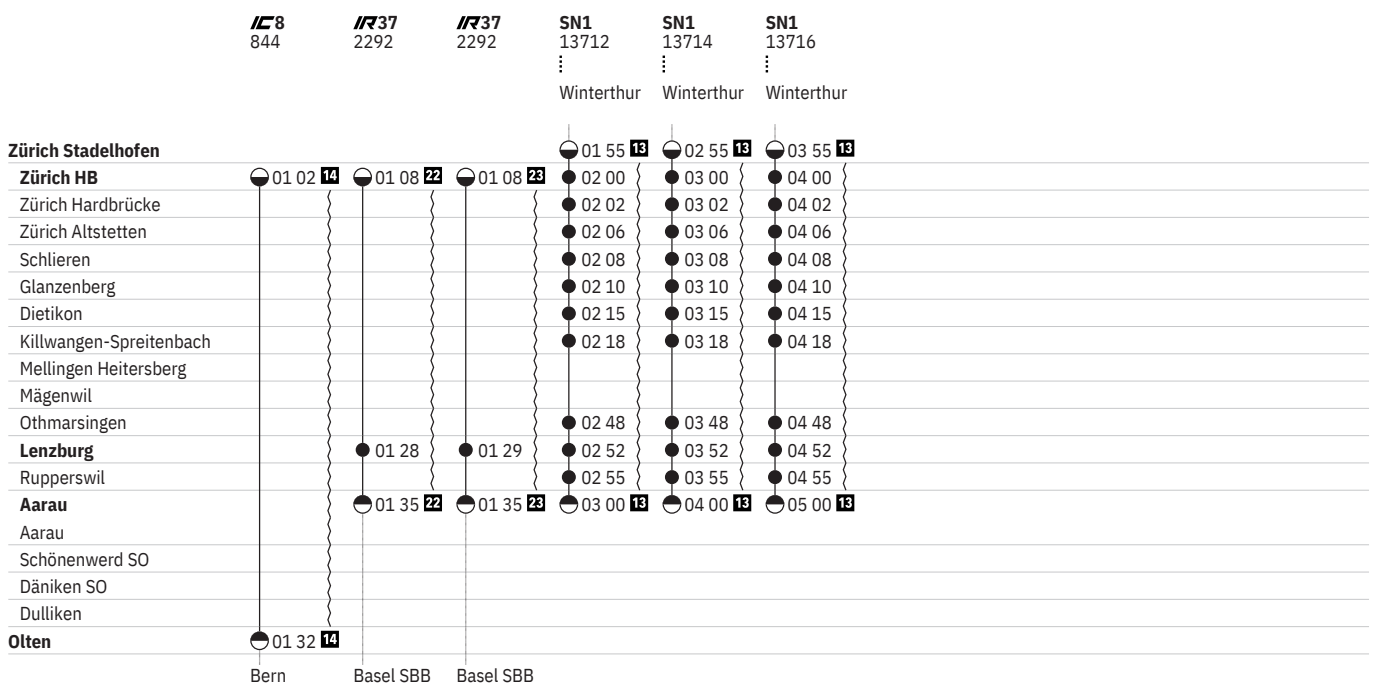 IC 8 IR 37 IR 37 SN1 SN1 SN1
844 2292 2292 13712 13714 13716
Winterthur Winterthur Winterthur
Zürich Stadelhofen 01 55 13 02 55 13 03 55 13
Zürich HB 01 02 14 01 08 22 01 08 23 02 00 03 00 04 00
Zürich Hardbrücke 02 02 03 02 04 02
Zürich Altstetten 02 06 03 06 04 06
Schlieren 02 08 03 08 04 08
Glanzenberg 02 10 03 10 04 10
Dietikon 02 15 03 15 04 15
Killwangen-Spreitenbach 02 18 03 18 04 18
Mellingen Heitersberg
Mägenwil
Othmarsingen 02 48 03 48 04 48
Lenzburg 01 28 01 29 02 52 03 52 04 52
Rupperswil 02 55 03 55 04 55
Aarau 01 35 22 01 35 23 03 00 13 04 00 13 05 00 13
Aarau
Schönenwerd SO
Däniken SO
Dulliken
Olten 01 32 14
Bern Basel SBB Basel SBB